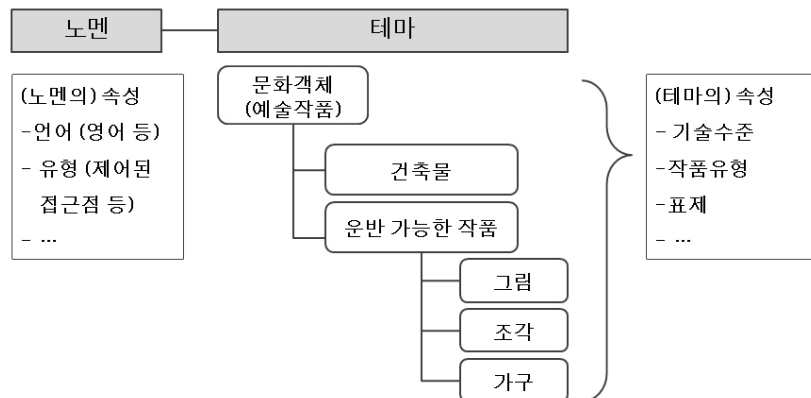 노멘
테마
(노멘의) 속성
-언어 (영어 등)
- 유형 (제어된
접근점 등)
- ...
문화객체
(예술작품)
건축물
운반 가능한 작품
그림
조각
가구
(테마의) 속성
- 기술수준
-작품유형
-표제
- ...